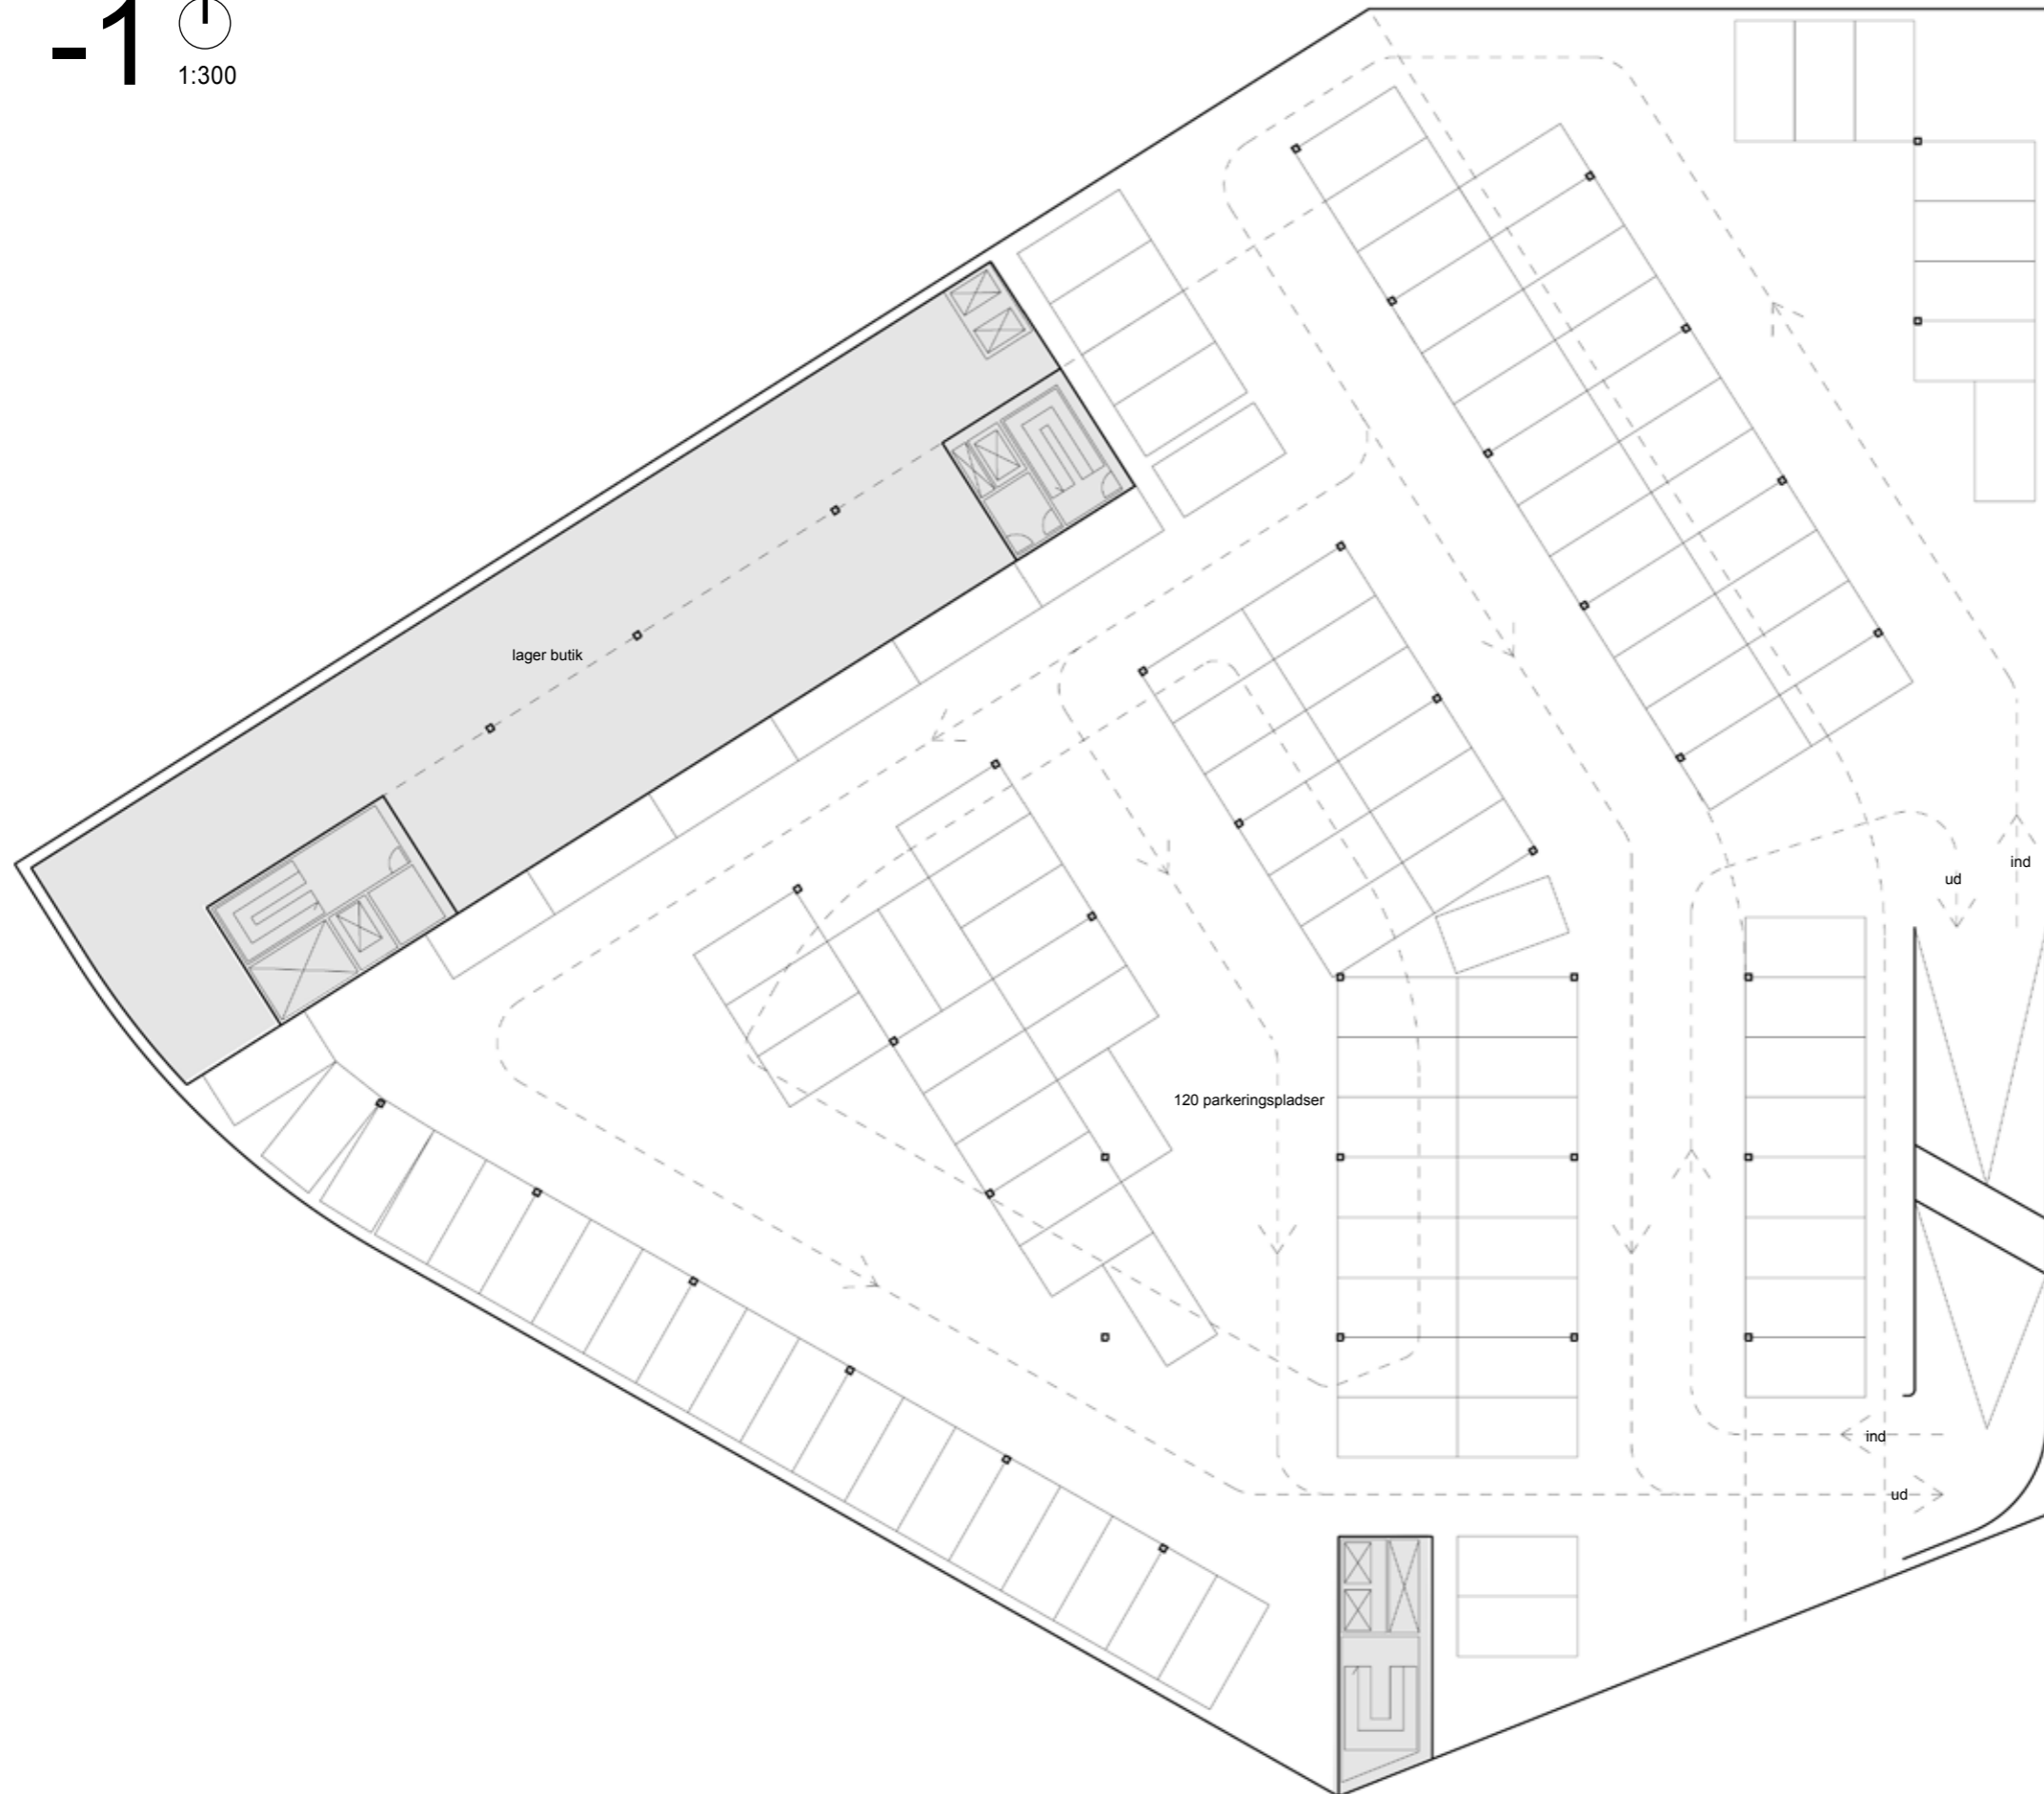 -1
1:300
lager butik
ind
ud
120 parkeringspladser
ind
ud